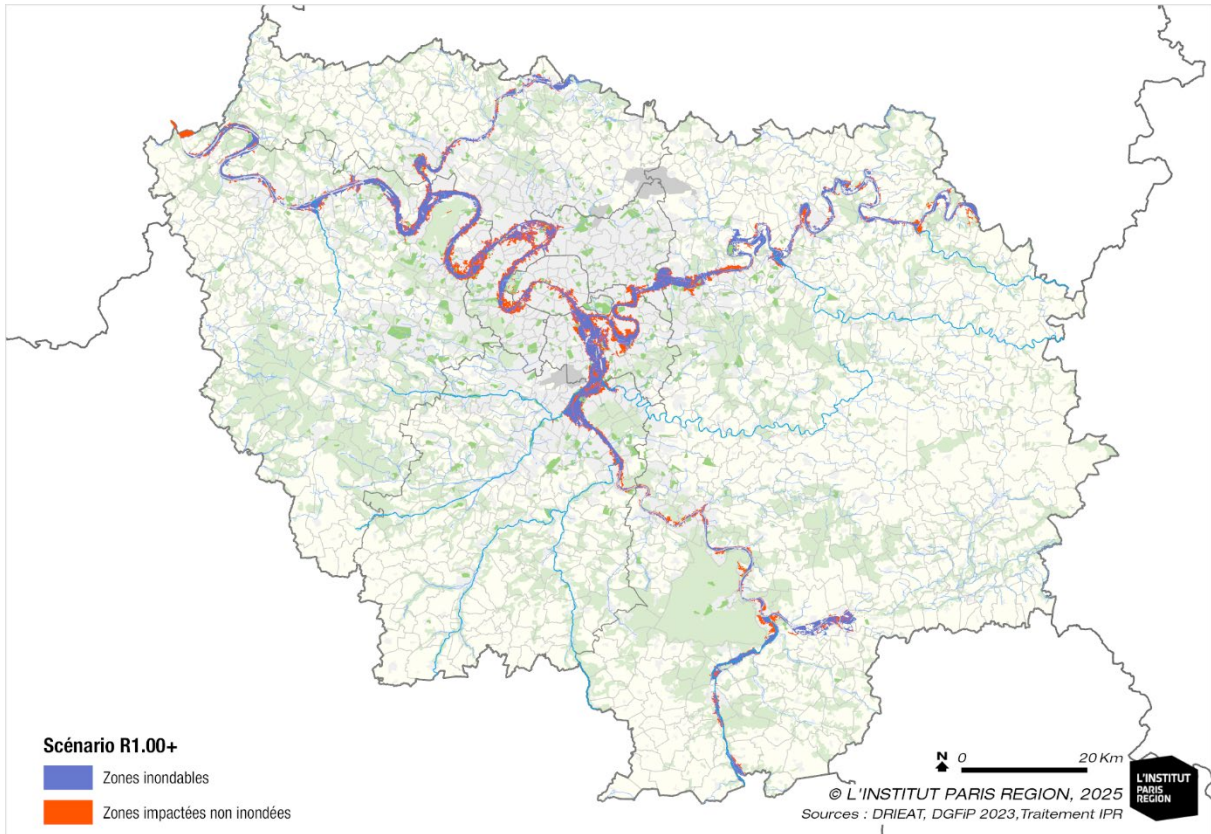 Scénario R1.00+
Zones inondables
Zones impactées non inondées
N 0 20 Km
© L'INSTITUT PARIS REGION, 2025
Sources : DRIEAT, DGFiP 2023,Traitement IPR
L'INSTITUT
PARIS
REGION